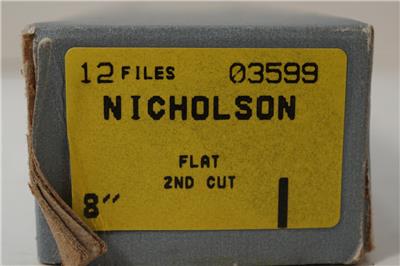 12 FILES 03599
NICHOLSON
FLAT
2ND CUT
8"